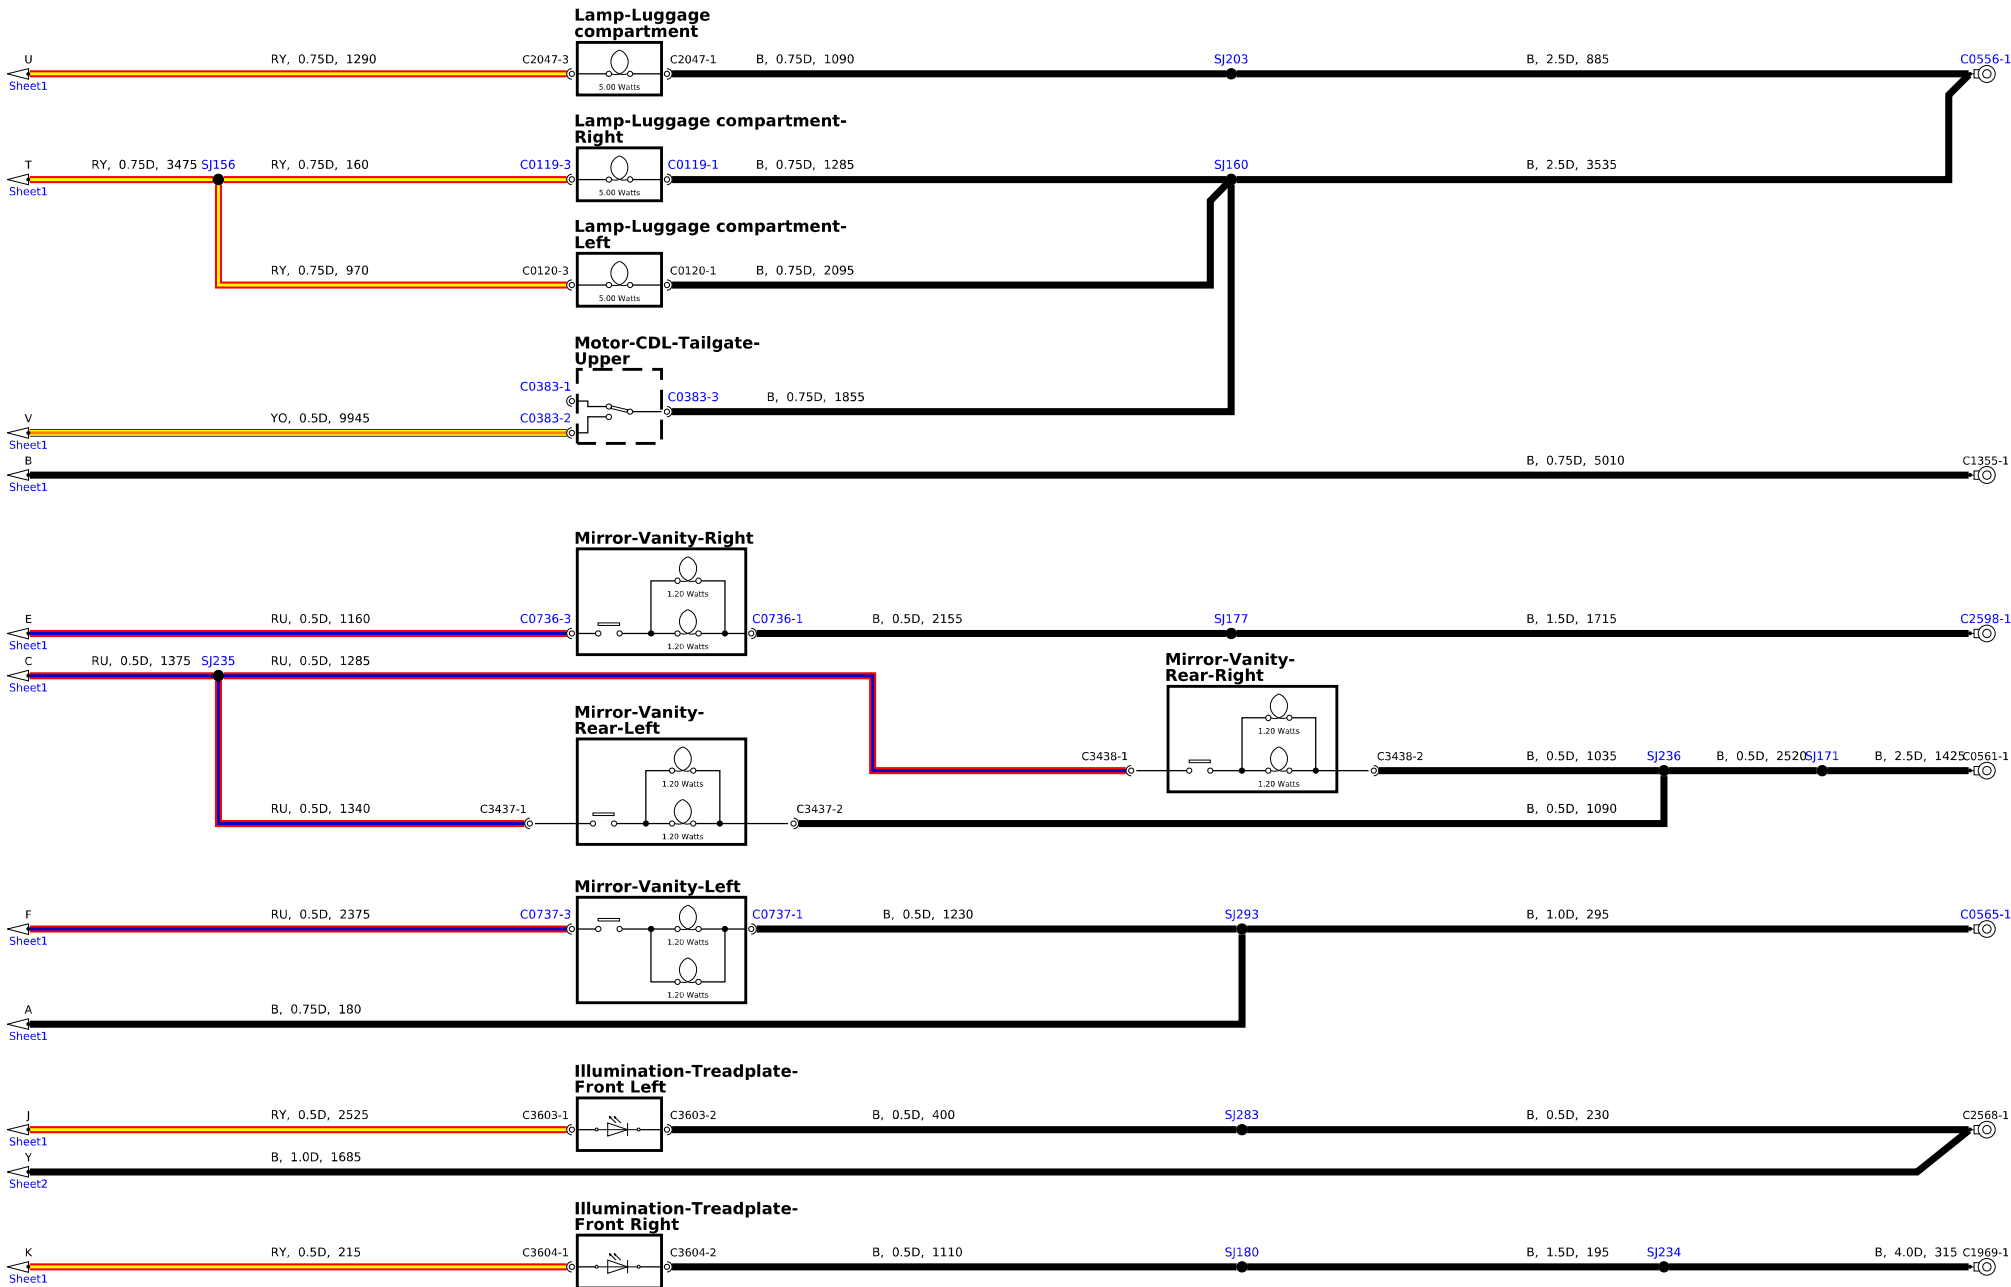 Lamp-Luggage
compartment
U RY, 0.75D, 1290 C2047-3 C2047-1 B, 0.75D, 1090 SJ203 B, 2.5D, 885 C0556-1
Sheet1 5.00 Watts
Lamp-Luggage compartment-
Right
T RY, 0.75D, 3475 SJ156 RY, 0.75D, 160 C0119-3 C0119-1 B, 0.75D, 1285 SJ160 B, 2.5D, 3535
Sheet1 5.00 Watts
Lamp-Luggage compartment-
Left
RY, 0.75D, 970 C0120-3 C0120-1 B, 0.75D, 2095
5.00 Watts
Motor-CDL-Tailgate-
Upper
C0383-1
C0383-3 B, 0.75D, 1855
V YO, 0.5D, 9945 C0383-2
Sheet1
B B, 0.75D, 5010 C1355-1
Sheet1
Mirror-Vanity-Right
1.20 Watts
E RU, 0.5D, 1160 C0736-3 C0736-1 B, 0.5D, 2155 SJ177 B, 1.5D, 1715 C2598-1
Sheet1 1.20 Watts
C RU, 0.5D, 1375 SJ235 RU, 0.5D, 1285
Sheet1
Mirror-Vanity-
Rear-Right
1.20 Watts
C3438-1 C3438-2 B, 0.5D, 1035 SJ236 B, 0.5D, 2520 SJ171 B, 2.5D, 1425 C0561-1
1.20 Watts
Mirror-Vanity-
Rear-Left
1.20 Watts
RU, 0.5D, 1340 C3437-1 C3437-2 B, 0.5D, 1090
1.20 Watts
Mirror-Vanity-Left
F RU, 0.5D, 2375 C0737-3 C0737-1 B, 0.5D, 1230 SJ293 B, 1.0D, 295 C0565-1
Sheet1 1.20 Watts
1.20 Watts
A B, 0.75D, 180
Sheet1
Illumination-Treadplate-
Front Left
J RY, 0.5D, 2525 C3603-1 C3603-2 B, 0.5D, 400 SJ283 B, 0.5D, 230 C2568-1
Sheet1
Y B, 1.0D, 1685
Sheet2
Illumination-Treadplate-
Front Right
K RY, 0.5D, 215 C3604-1 C3604-2 B, 0.5D, 1110 SJ180 B, 1.5D, 195 SJ234 B, 4.0D, 315 C1969-1
Sheet1